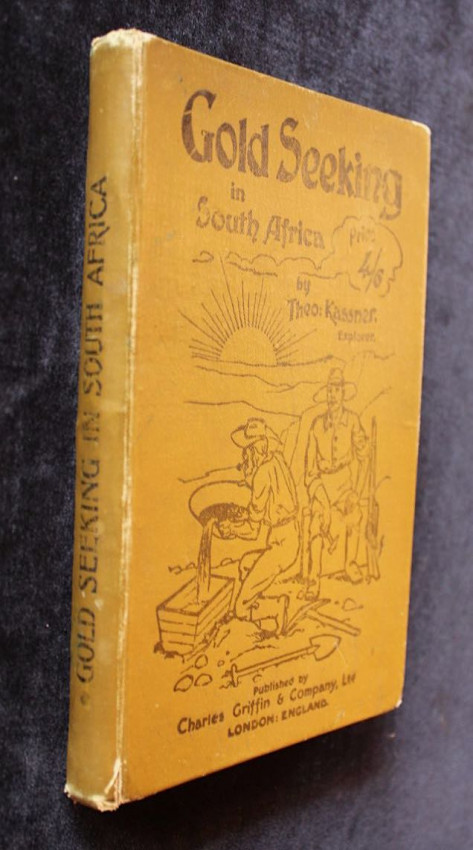 GOLD SEEKING IN SOUTH AFRICA
Gold Seeking
in
South Africa
Price
4/6
by
Theo: Kassner.
Explorer.
Published by
Charles Griffin & Company, Ltd
LONDON: ENGLAND.